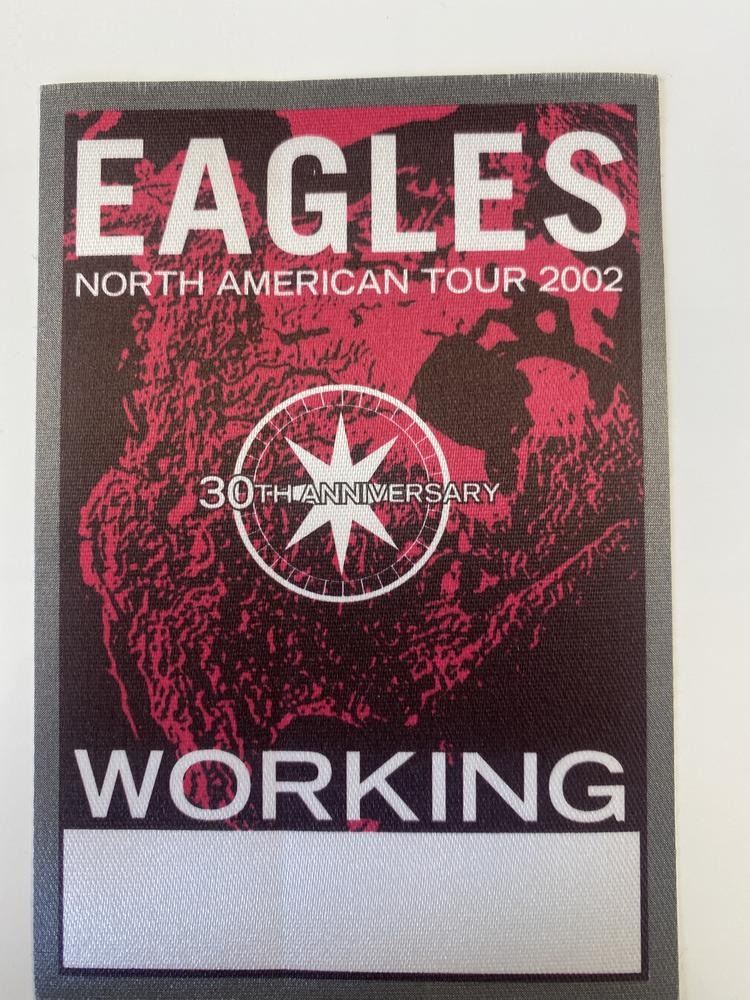 EAGLES
NORTH AMERICAN TOUR 2002
30TH ANNIVERSARY
WORKING